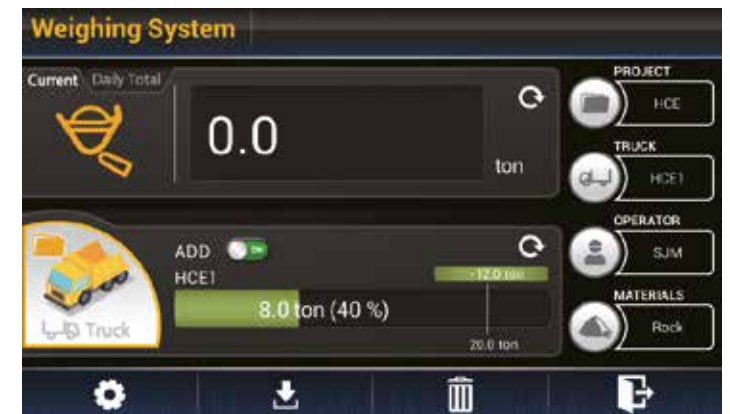 Weighing System
Current Daily Total
0.0
ton
PROJECT
HCE
TRUCK
HCE1
OPERATOR
SJM
MATERIALS
Rock
ADD ON
HCE1
-12.0 ton
8.0 ton (40 %)
20.0 ton
Truck